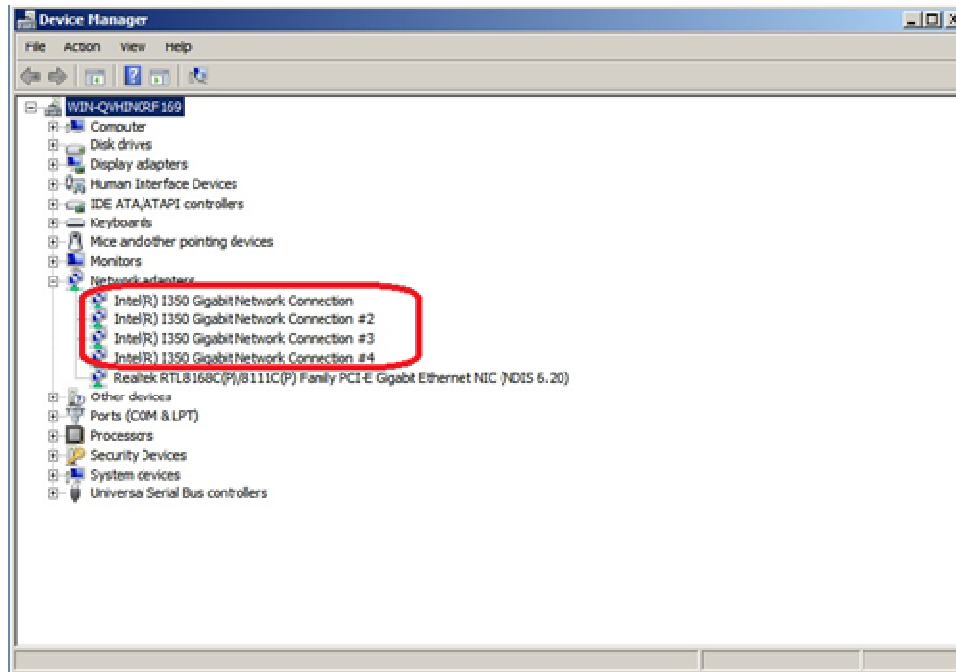 Device Manager
File Action View Help
WIN-QVHINKRF169
Computer
Disk drives
Display adapters
Human Interface Devices
IDE ATA/ATAPI controllers
Keyboards
Mice and other pointing devices
Monitors
Network adapters
Intel(R) I350 Gigabit Network Connection
Intel(R) I350 Gigabit Network Connection #2
Intel(R) I350 Gigabit Network Connection #3
Intel(R) I350 Gigabit Network Connection #4
Realtek RTL8168C(P)/8111C(P) Family PCI-E Gigabit Ethernet NIC (NDIS 6.20)
Other devices
Ports (COM & LPT)
Processors
Security Devices
System devices
Universal Serial Bus controllers